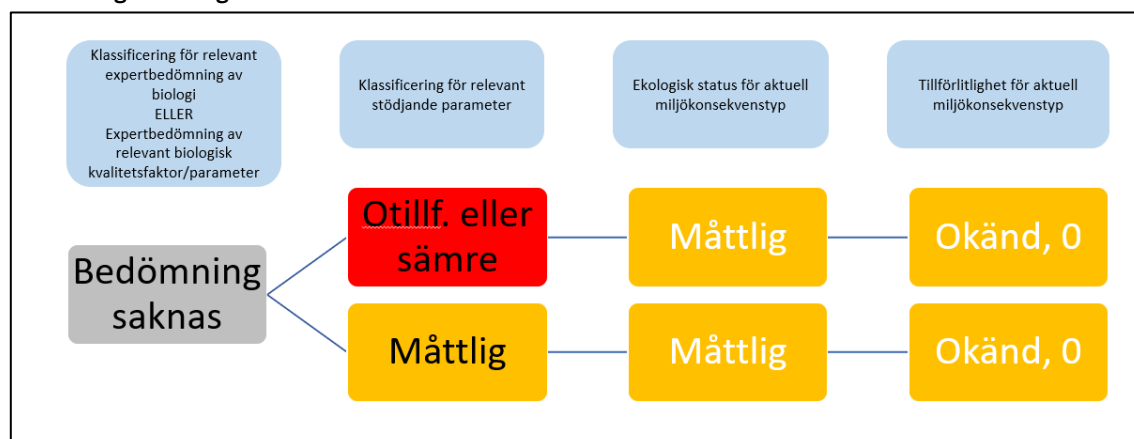 Klassificering för relevant
expertbedömning av
biologi
ELLER
Expertbedömning av
relevant biologisk
kvalitetsfaktor/parameter
Klassificering för relevant
stödjande parameter
Ekologisk status för aktuell
miljökonsekvenstyp
Tillförlitlighet för aktuell
miljökonsekvenstyp
Bedömning
saknas
Otillf. eller
sämre
Måttlig
Okänd, 0
Måttlig
Måttlig
Okänd, 0